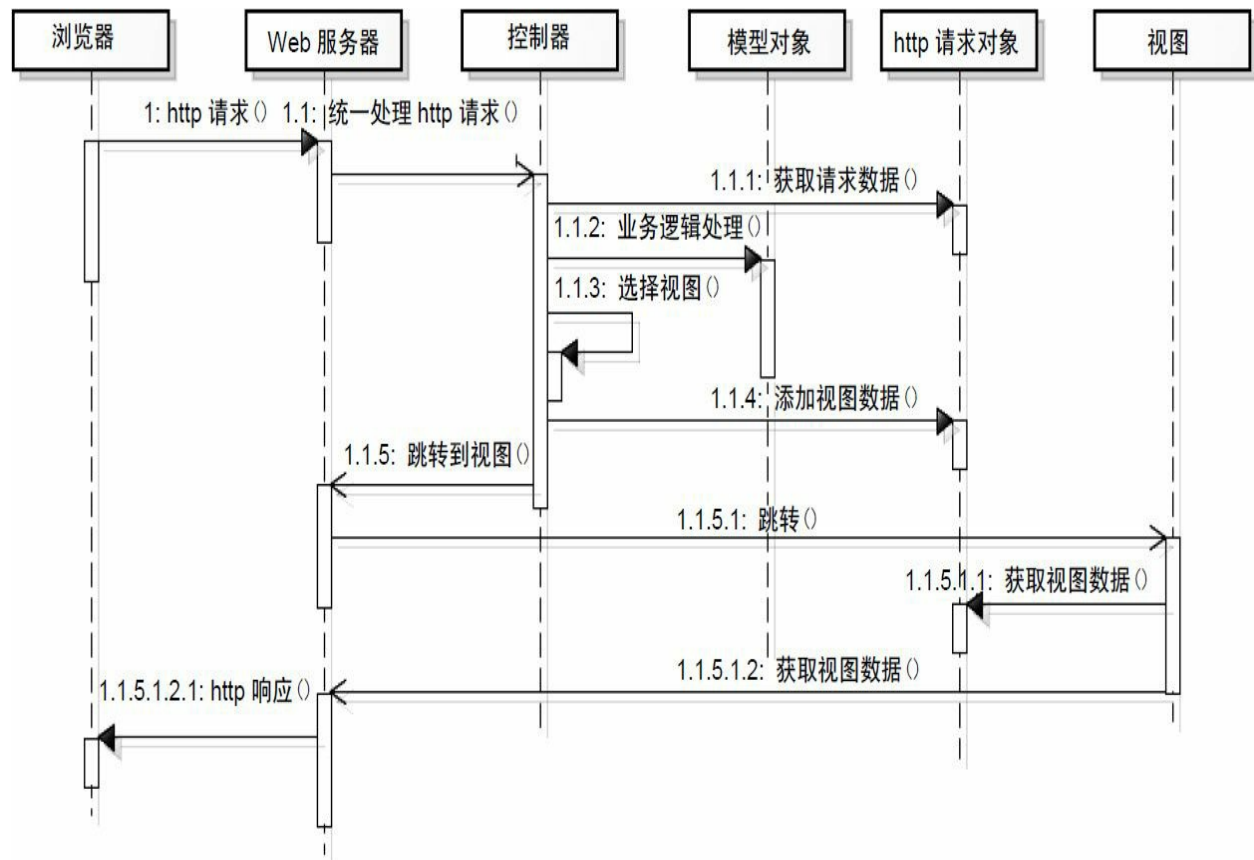 浏览器
Web 服务器
控制器
模型对象
http 请求对象
视图
1: http 请求()
1.1: 统一处理 http 请求()
1.1.1: 获取请求数据()
1.1.2: 业务逻辑处理()
1.1.3: 选择视图()
1.1.4: 添加视图数据()
1.1.5: 跳转到视图()
1.1.5.1: 跳转()
1.1.5.1.1: 获取视图数据()
1.1.5.1.2: 获取视图数据()
1.1.5.1.2.1: http 响应()